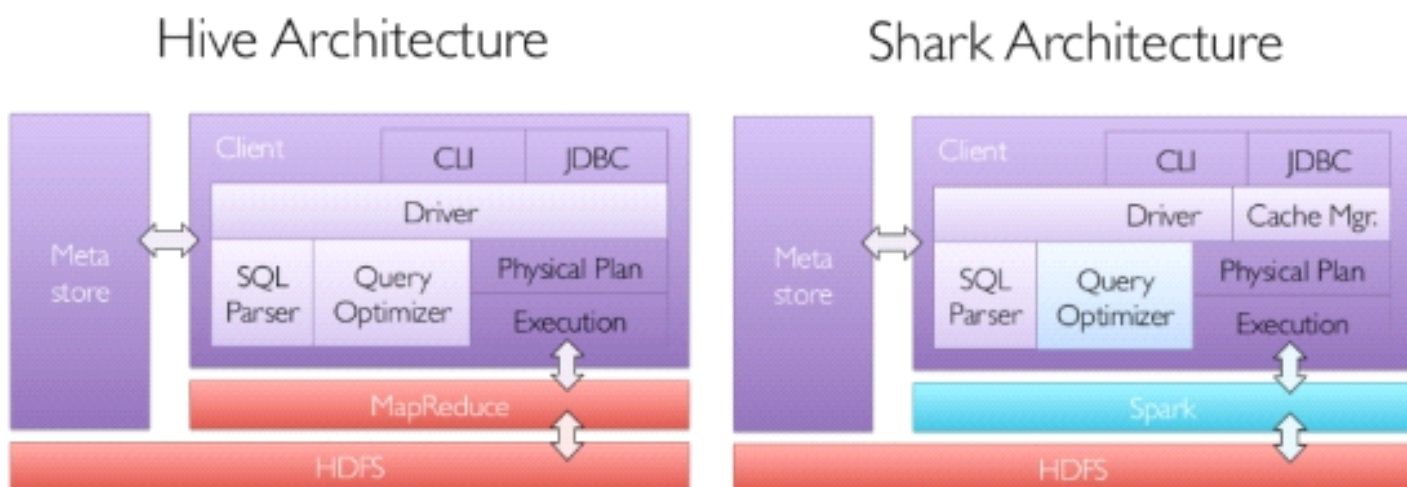 Hive Architecture
Meta
store
Client
CLI
JDBC
Driver
SQL
Parser
Query
Optimizer
Physical Plan
Execution
MapReduce
HDFS
Shark Architecture
Meta
store
Client
CLI
JDBC
Driver
Cache Mgr.
SQL
Parser
Query
Optimizer
Physical Plan
Execution
Spark
HDFS